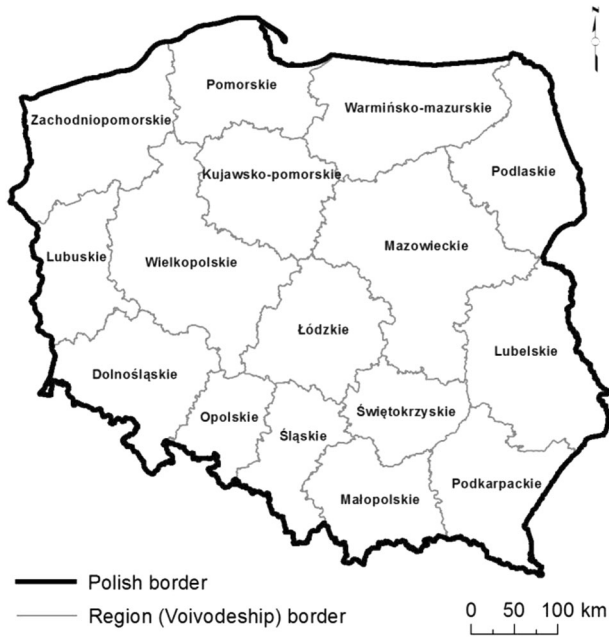 N
Pomorskie
Warmińsko-mazurskie
Zachodniopomorskie
Podlaskie
Kujawsko-pomorskie
Mazowieckie
Lubuskie
Wielkopolskie
Łódzkie
Lubelskie
Dolnośląskie
Opolskie
Świętokrzyskie
Śląskie
Podkarpackie
Małopolskie
Polish border
Region (Voivodeship) border
0 50 100 km